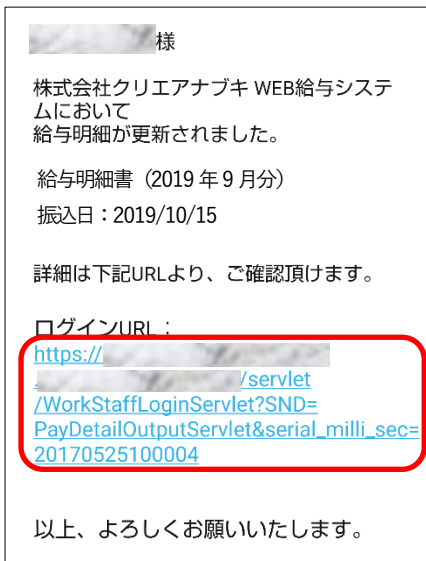 様
株式会社クリエアナブキ WEB給与システ
ムにおいて
給与明細が更新されました。
給与明細書（2019 年 9 月分）
振込日：2019/10/15
詳細は下記URLより、ご確認頂けます。
ログインURL：
https://
/servlet
/WorkStaffLoginServlet?SND=
PayDetailOutputServlet&serial_milli_sec=
20170525100004
以上、よろしくお願いいたします。